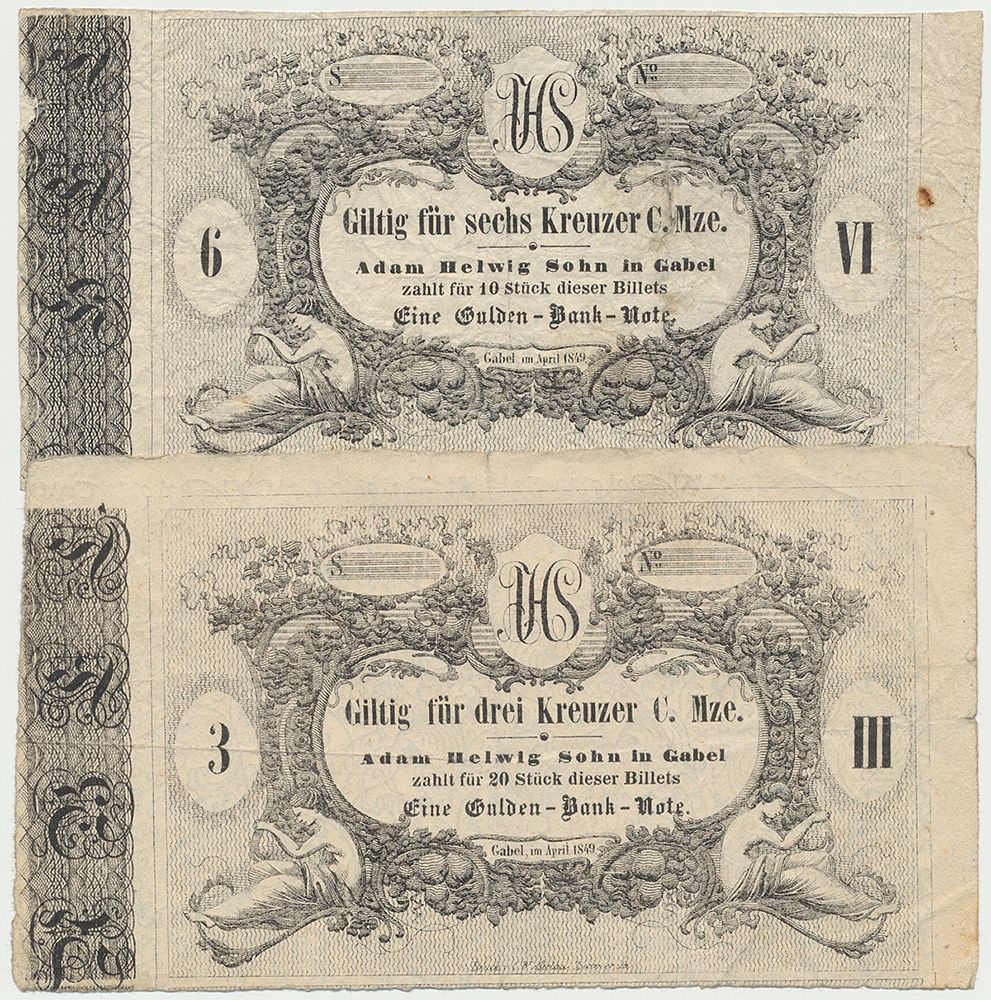 S
AHS
Nº
Giltig für sechs Kreuzer C. Mze.
6
VI
Adam Helwig Sohn in Gabel
zahlt für 10 Stück dieser Billets
Eine Gulden-Bank-Note.
Gabel, im April 1849.
S
AHS
Nº
Giltig für drei Kreuzer C. Mze.
3
III
Adam Helwig Sohn in Gabel
zahlt für 20 Stück dieser Billets
Eine Gulden-Bank-Note.
Gabel, im April 1849.